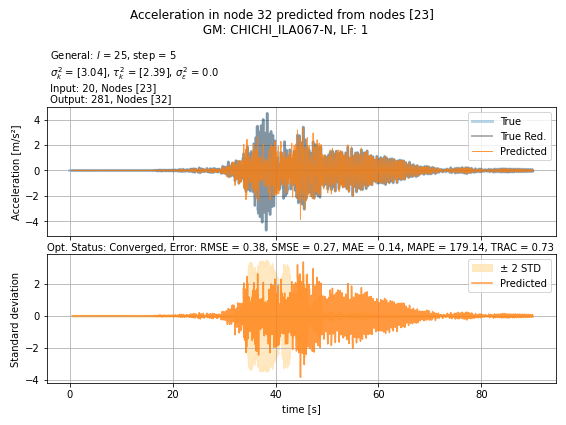 Acceleration in node 32 predicted from nodes [23]
GM: CHICHI_ILA067-N, LF: 1
General: l = 25, step = 5
σ²ₖ = [3.04], τ²ₖ = [2.39], σ²ε = 0.0
Input: 20, Nodes [23]
Output: 281, Nodes [32]
Acceleration [m/s²]
4
2
0
−2
−4
True
True Red.
Predicted
Opt. Status: Converged, Error: RMSE = 0.38, SMSE = 0.27, MAE = 0.14, MAPE = 179.14, TRAC = 0.73
Standard deviation
2
0
−2
−4
± 2 STD
Predicted
0 20 40 60 80
time [s]